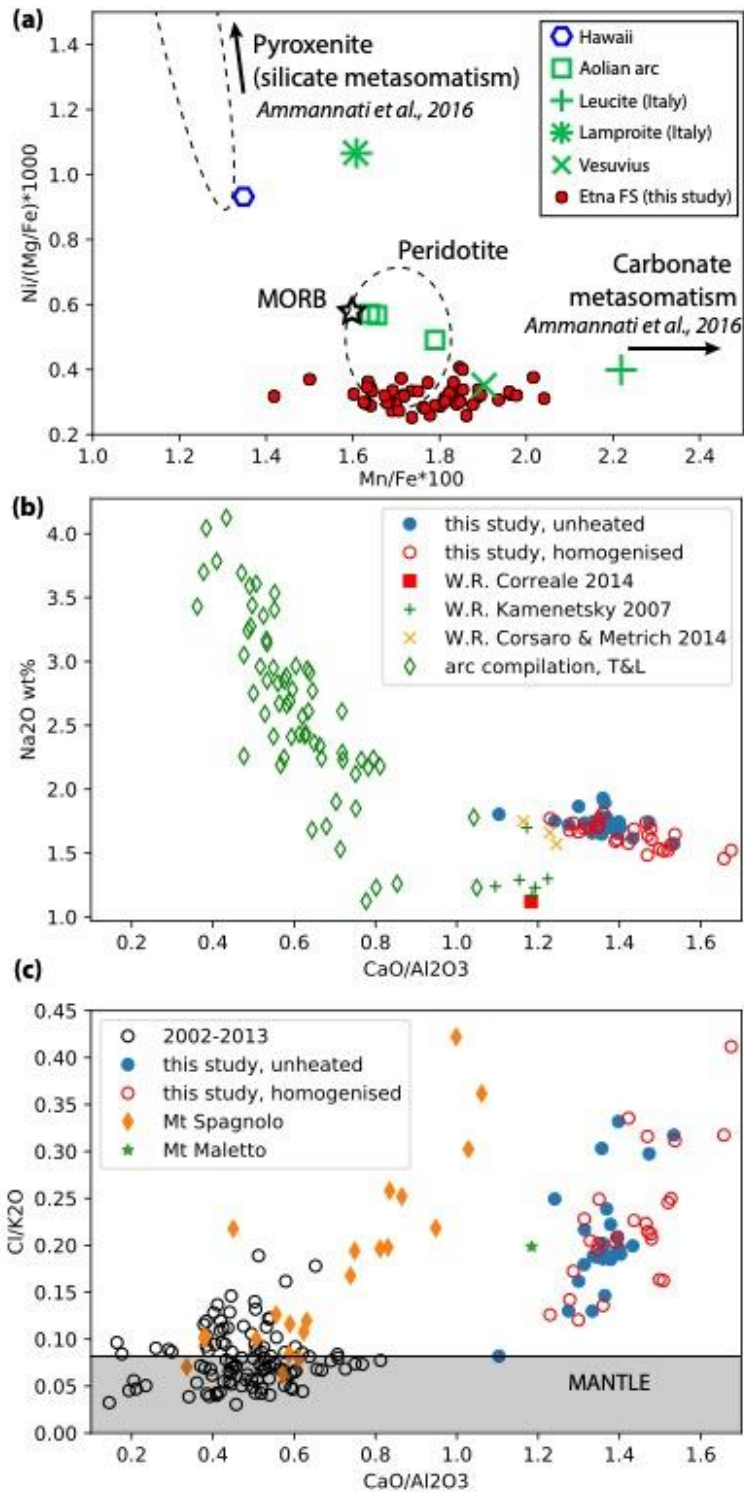 (a)
1.4
1.2
1.0
0.8
0.6
0.4
0.2
Ni/(Mg/Fe)*1000
Pyroxenite
(silicate metasomatism)
Ammannati et al., 2016
Hawaii
Aolian arc
Leucite (Italy)
Lamproite (Italy)
Vesuvius
Etna FS (this study)
Peridotite
MORB
Carbonate
metasomatism
Ammannati et al., 2016
1.0 1.2 1.4 1.6 1.8 2.0 2.2 2.4
Mn/Fe*100
(b)
4.0
3.5
3.0
2.5
2.0
1.5
1.0
Na2O wt%
this study, unheated
this study, homogenised
W.R. Correale 2014
W.R. Kamenetsky 2007
W.R. Corsaro & Metrich 2014
arc compilation, T&L
0.2 0.4 0.6 0.8 1.0 1.2 1.4 1.6
CaO/Al2O3
(c)
0.45
0.40
0.35
0.30
0.25
0.20
0.15
0.10
0.05
0.00
Cl/K2O
2002-2013
this study, unheated
this study, homogenised
Mt Spagnolo
Mt Maletto
MANTLE
0.2 0.4 0.6 0.8 1.0 1.2 1.4 1.6
CaO/Al2O3